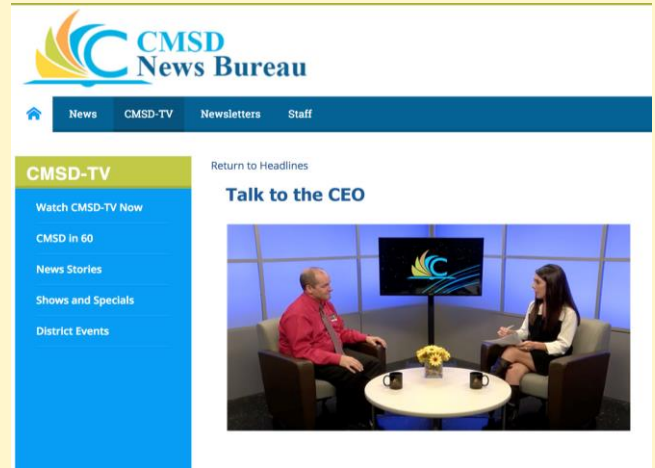 CMSD
News Bureau
News CMSD-TV Newsletters Staff
CMSD-TV
Watch CMSD-TV Now
CMSD in 60
News Stories
Shows and Specials
District Events
Return to Headlines
Talk to the CEO